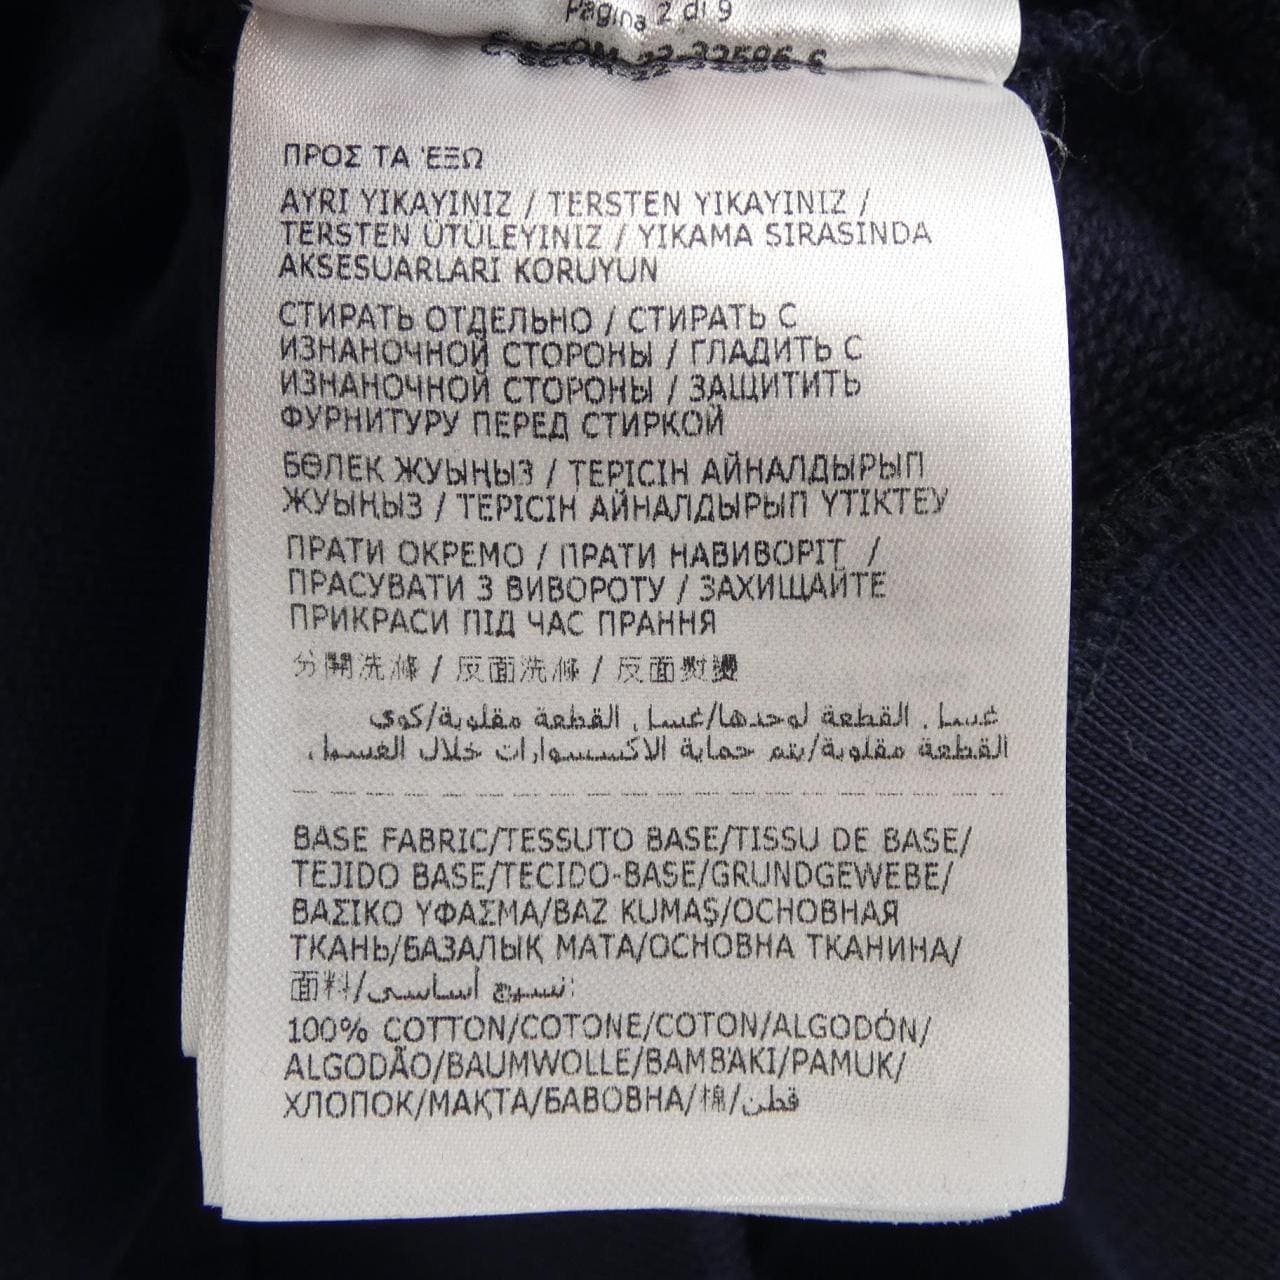 Pagina 2 di 9
ΠΡΟΣ ΤΑ ΈΞΩ
AYRI YIKAYINIZ / TERSTEN YIKAYINIZ /
TERSTEN ÜTÜLEYINIZ / YIKAMA SIRASINDA
AKSESUARLARI KORUYUN
СТИРАТЬ ОТДЕЛЬНО / СТИРАТЬ С
ИЗНАНОЧНОЙ СТОРОНЫ / ГЛАДИТЬ С
ИЗНАНОЧНОЙ СТОРОНЫ / ЗАЩИТИТЬ
ФУРНИТУРУ ПЕРЕД СТИРКОЙ
БӨЛЕК ЖУЫҢЫЗ / ТЕРІСІН АЙНАЛДЫРЫП
ЖУЫҢЫЗ / ТЕРІСІН АЙНАЛДЫРЫП ҮТІКТЕУ
ПРАТИ ОКРЕМО / ПРАТИ НАВИВОРІТ /
ПРАСУВАТИ З ВИВОРОТУ / ЗАХИЩАЙТЕ
ПРИКРАСИ ПІД ЧАС ПРАННЯ
分開洗滌 / 反面洗滌 / 反面熨燙
غسل القطعة لوحدها/غسل القطعة مقلوبة/كوي
القطعة مقلوبة/يتم حماية الاكسسوارات خلال الغسيل.
BASE FABRIC/TESSUTO BASE/TISSU DE BASE/
TEJIDO BASE/TECIDO-BASE/GRUNDGEWEBE/
ΒΑΣΙΚΟ ΥΦΑΣΜΑ/BAZ KUMAŞ/ОСНОВНАЯ
ТКАНЬ/БАЗАЛЫҚ МАТА/ОСНОВНА ТКАНИНА/
面料/نسيج أساسي:
100% COTTON/COTONE/COTON/ALGODÓN/
ALGODÃO/BAUMWOLLE/ΒΑΜΒΆΚΙ/PAMUK/
ХЛОПОК/МАҚТА/БАВОВНА/棉/قطن